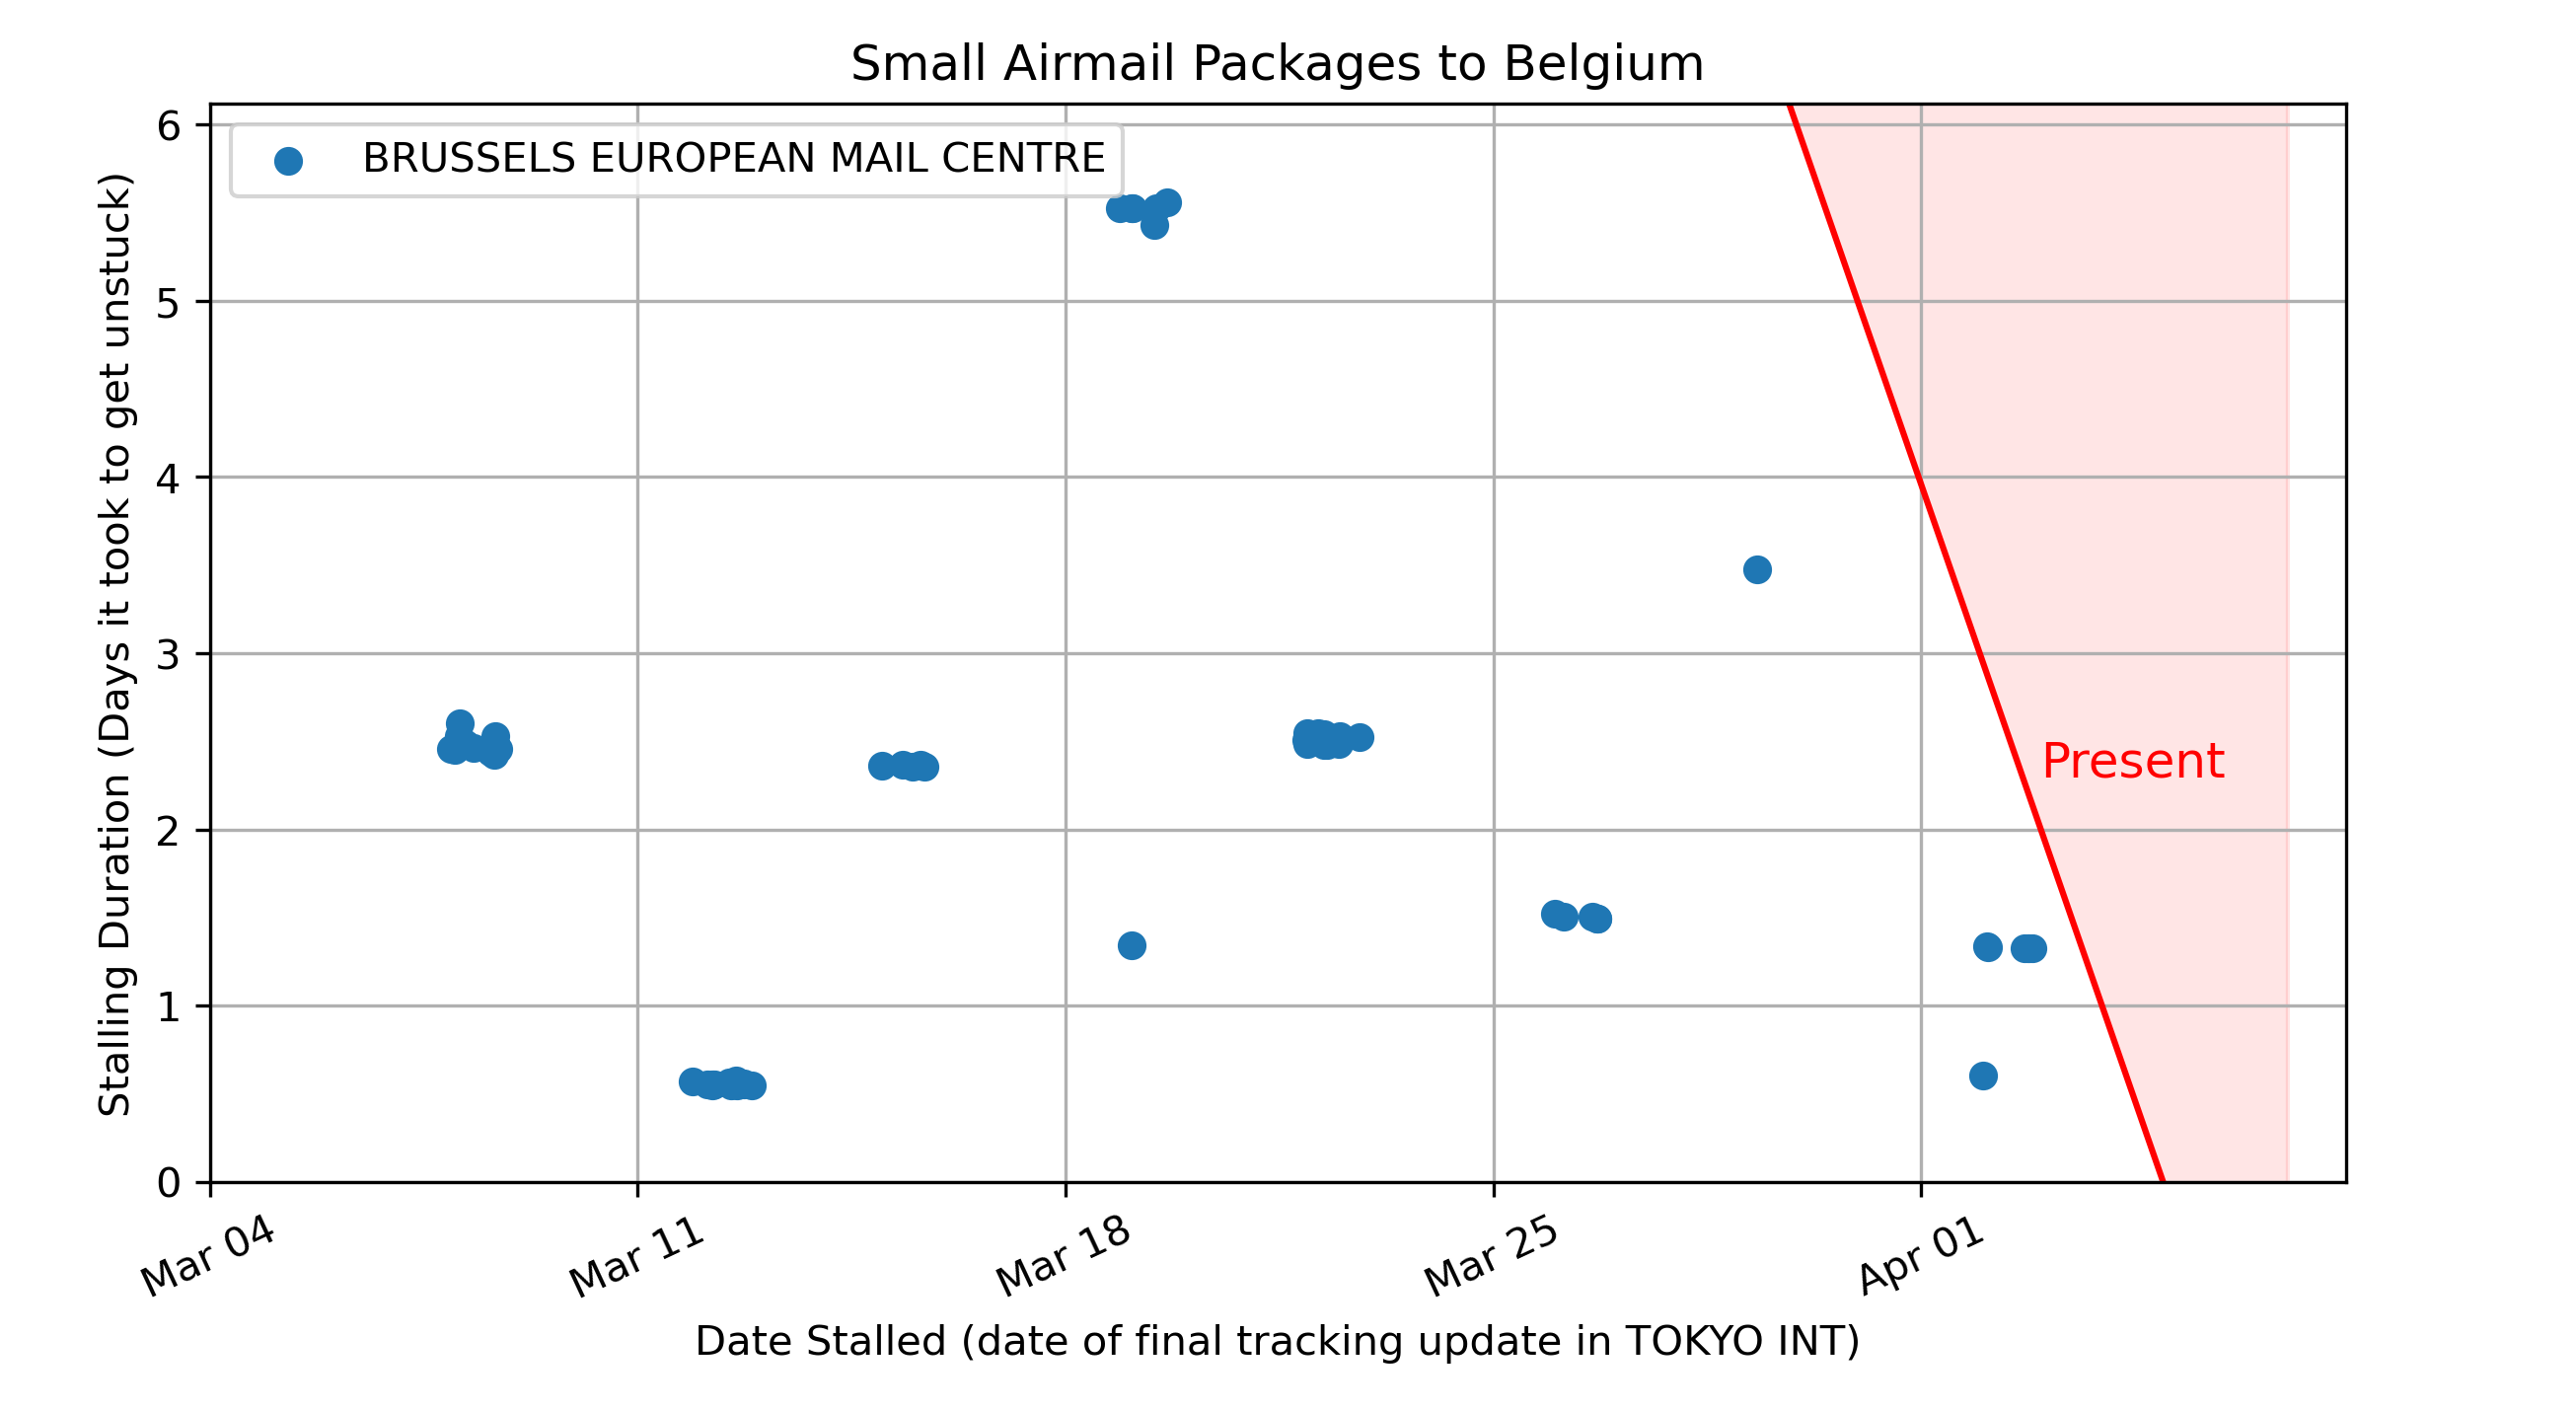 Small Airmail Packages to Belgium
BRUSSELS EUROPEAN MAIL CENTRE
Stalling Duration (Days it took to get unstuck)
6
5
4
3
2
1
0
Present
Mar 04
Mar 11
Mar 18
Mar 25
Apr 01
Date Stalled (date of final tracking update in TOKYO INT)